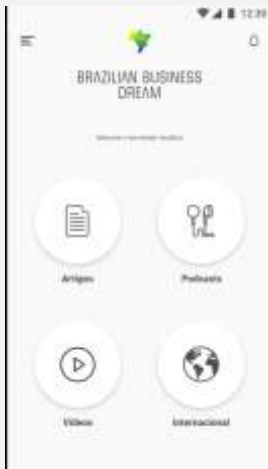 12:30
BRAZILIAN BUSINESS
DREAM
Artigos
Podcasts
Vídeos
Internacional